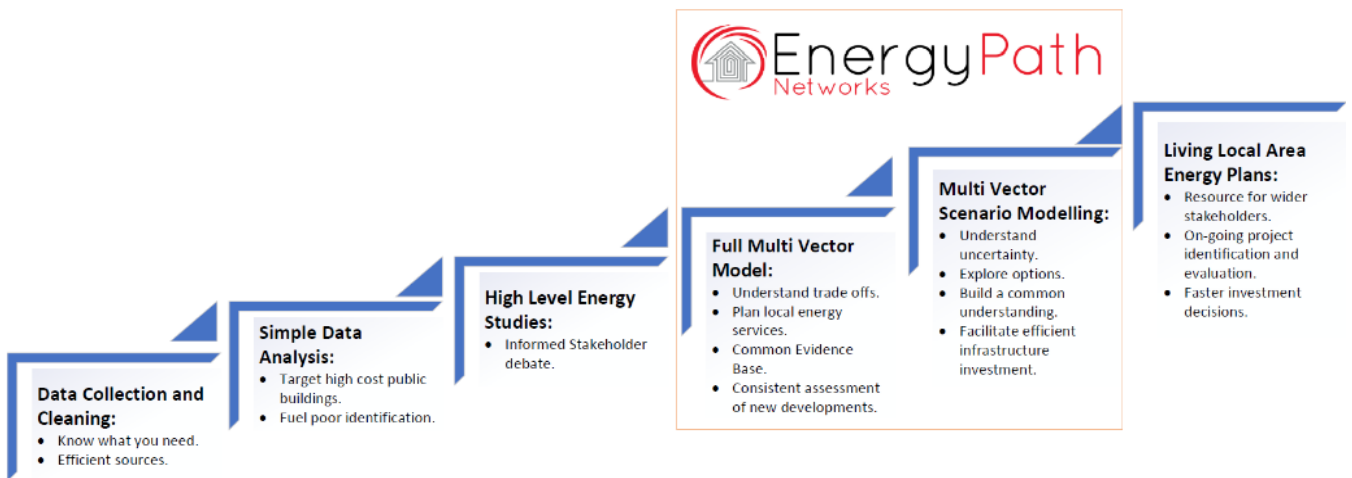 EnergyPath
Networks
Data Collection and
Cleaning:
• Know what you need.
• Efficient sources.
Simple Data
Analysis:
• Target high cost public
buildings.
• Fuel poor identification.
High Level Energy
Studies:
• Informed Stakeholder
debate.
Full Multi Vector
Model:
• Understand trade offs.
• Plan local energy
services.
• Common Evidence
Base.
• Consistent assessment
of new developments.
Multi Vector
Scenario Modelling:
• Understand
uncertainty.
• Explore options.
• Build a common
understanding.
• Facilitate efficient
infrastructure
investment.
Living Local Area
Energy Plans:
• Resource for wider
stakeholders.
• On-going project
identification and
evaluation.
• Faster investment
decisions.